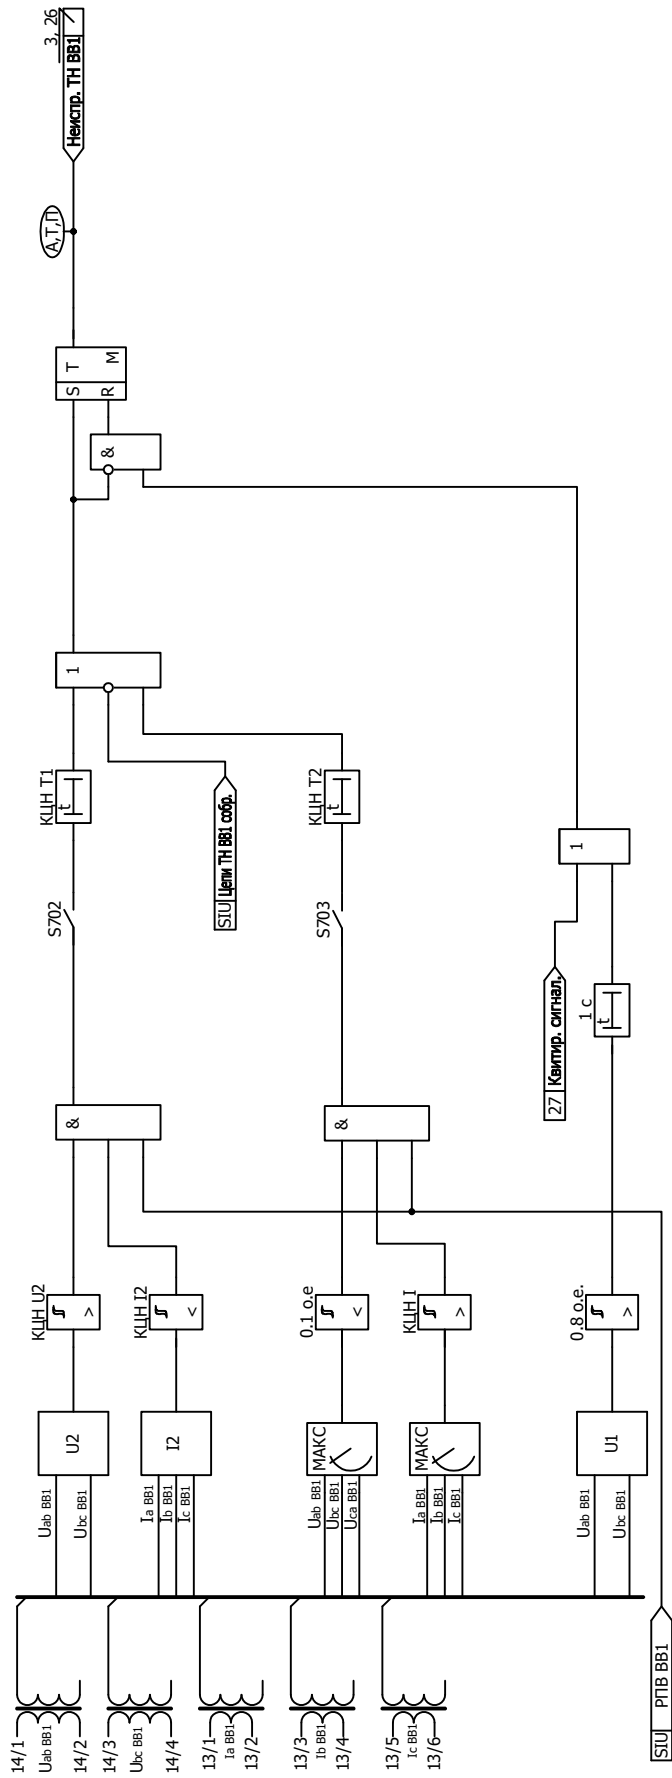 14/1
Uab ВВ1
14/2
14/3
Ubc ВВ1
14/4
13/1
Ia ВВ1
13/2
13/3
Ib ВВ1
13/4
13/5
Ic ВВ1
13/6
SIU РПВ ВВ1
Uab ВВ1
Ubc ВВ1
Ia ВВ1
Ib ВВ1
Ic ВВ1
Uab ВВ1
Ubc ВВ1
Uca ВВ1
Ia ВВ1
Ib ВВ1
Ic ВВ1
Uab ВВ1
Ubc ВВ1
U2
I2
МАКС
МАКС
U1
КЦН U2
>
КЦН I2
<
0.1 о.е
<
КЦН I
>
0.8 о.е.
>
&
&
27 Квитир. сигнал.
1 с
t
S702
S703
SIU Цепи ТН ВВ1 собр.
КЦН Т1
t
КЦН Т2
t
1
1
&
S T
R M
А,Т,П
Неиспр. ТН ВВ1
3, 26